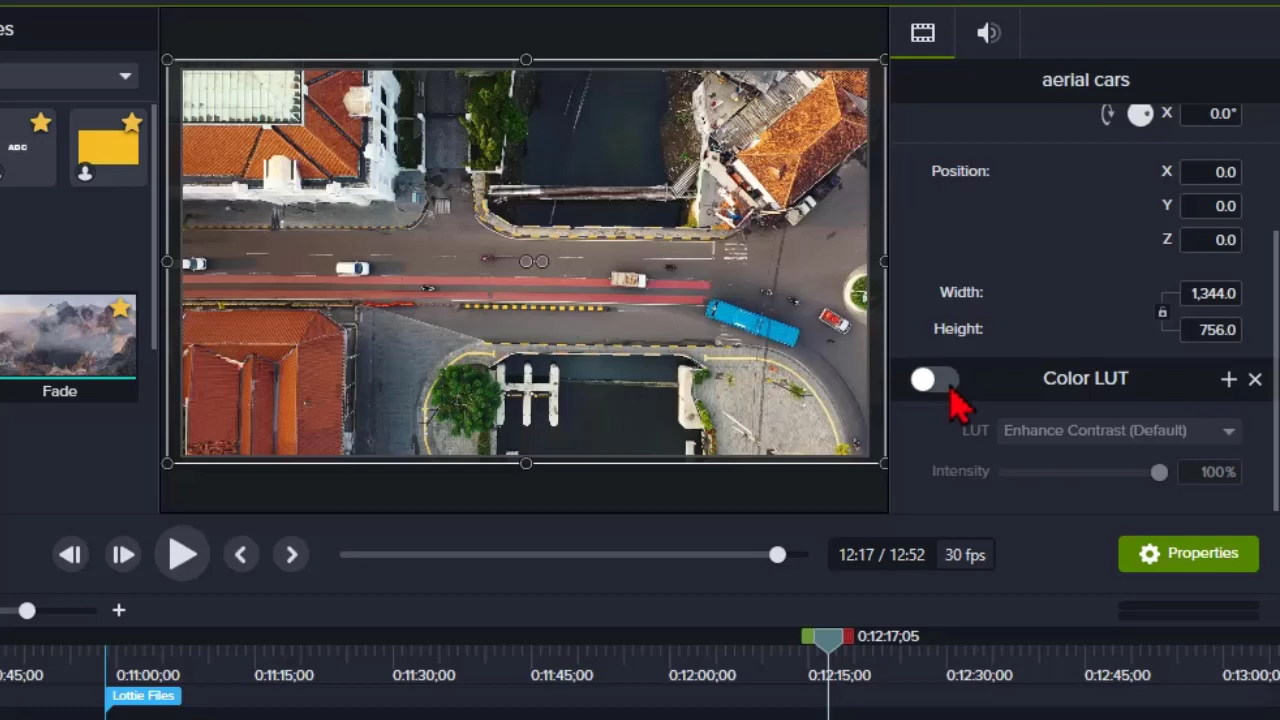 es
aerial cars
ABC
X 0.0°
Position: X 0.0
Y 0.0
Z 0.0
Width: 1,344.0
Height: 756.0
Fade
Color LUT
LUT Enhance Contrast (Default)
Intensity 100%
12:17 / 12:52 30 fps
Properties
0:12:17;05
:45;00 0:11:00;00 0:11:15;00 0:11:30;00 0:11:45;00 0:12:00;00 0:12:15;00 0:12:30;00 0:12:45;00 0:13:00;0
Lottie Files